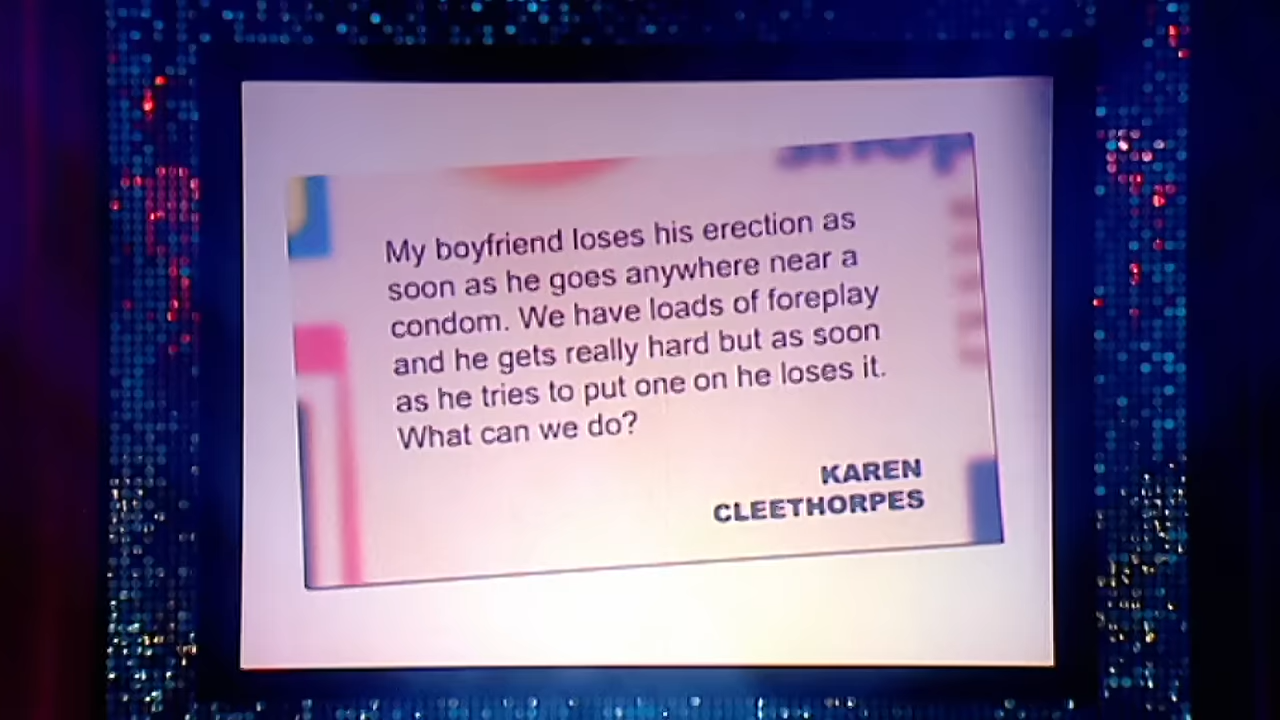 My boyfriend loses his erection as
soon as he goes anywhere near a
condom. We have loads of foreplay
and he gets really hard but as soon
as he tries to put one on he loses it.
What can we do?
KAREN
CLEETHORPES